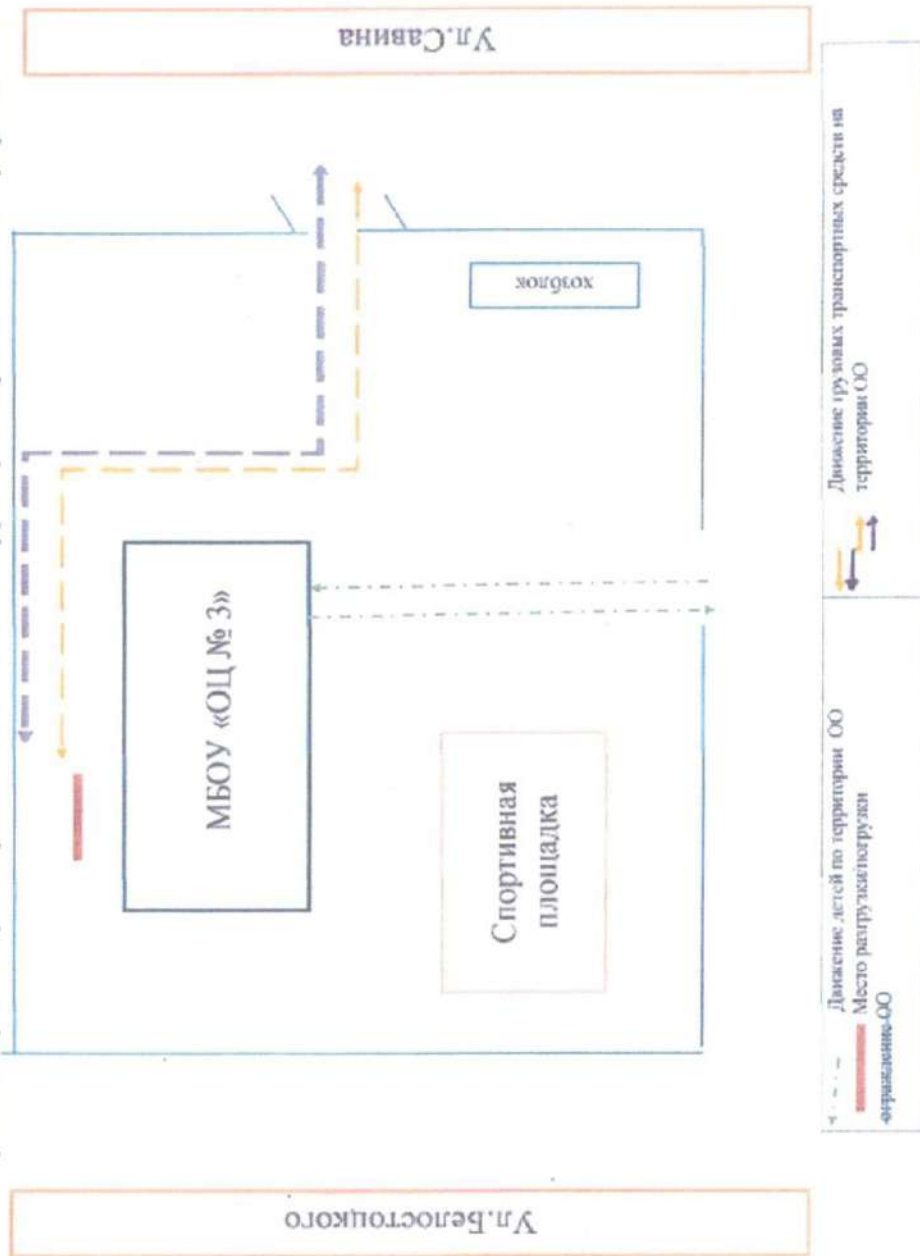 Ул.Савина
хозблок
МБОУ «ОЦ № 3»
Спортивная
площадка
Ул.Белостоцкого
Движение детей по территории ОО
Место разгрузки/погрузки
ограждение ОО
Движение грузовых транспортных средств на
территории ОО